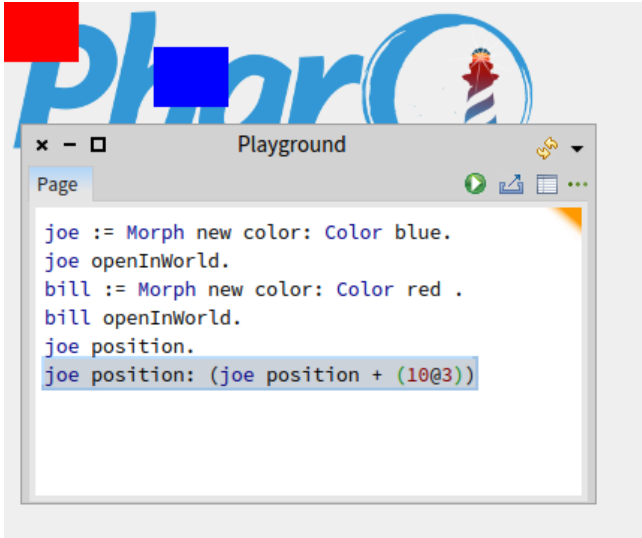 Pharo
Playground
Page
joe := Morph new color: Color blue.
joe openInWorld.
bill := Morph new color: Color red .
bill openInWorld.
joe position.
joe position: (joe position + (10@3))